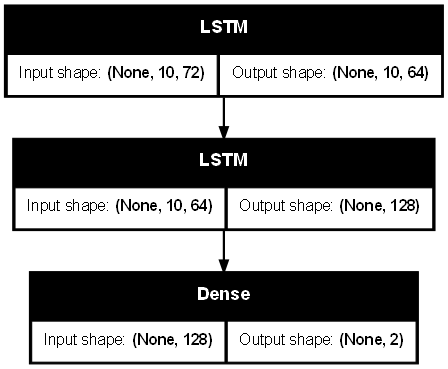 LSTM
Input shape: (None, 10, 72) Output shape: (None, 10, 64)
LSTM
Input shape: (None, 10, 64) Output shape: (None, 128)
Dense
Input shape: (None, 128) Output shape: (None, 2)